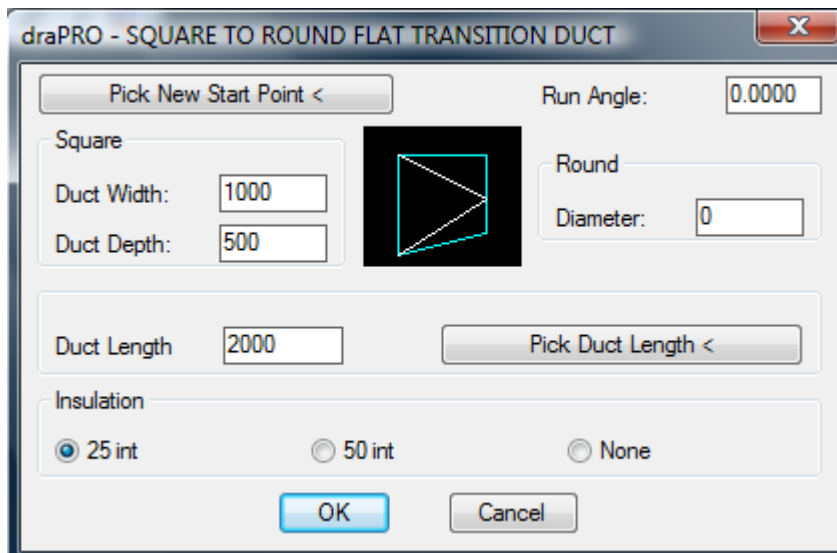 draPRO - SQUARE TO ROUND FLAT TRANSITION DUCT
Pick New Start Point <
Run Angle: 0.0000
Square
Duct Width: 1000
Duct Depth: 500
Round
Diameter: 0
Duct Length 2000
Pick Duct Length <
Insulation
25 int 50 int None
OK Cancel